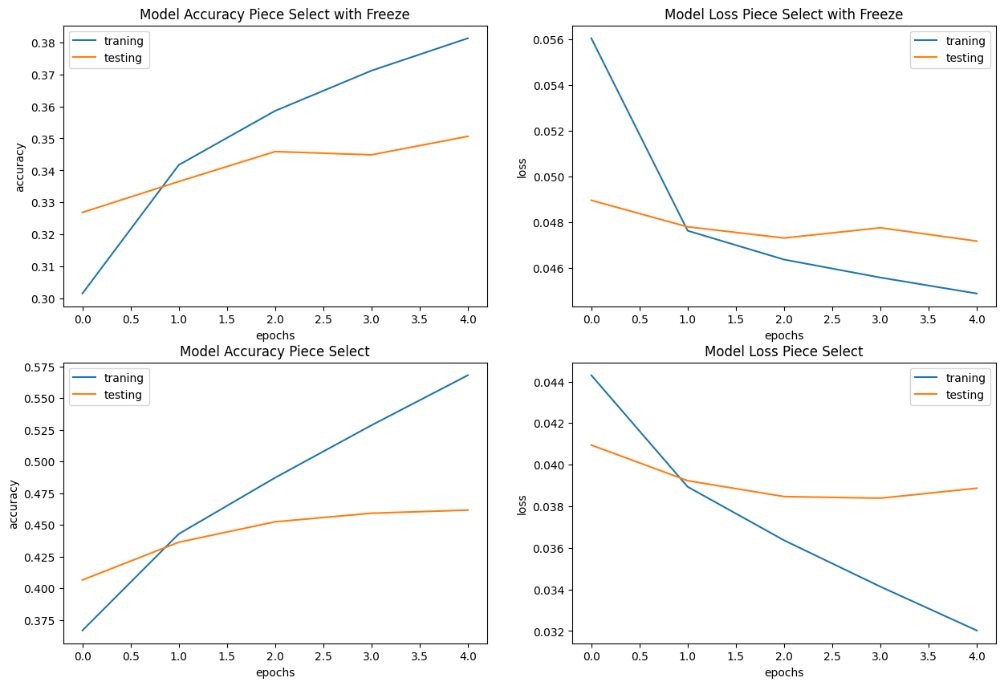 Model Accuracy Piece Select with Freeze
traning
testing
0.38
0.37
0.36
0.35
0.34
0.33
0.32
0.31
0.30
accuracy
0.0 0.5 1.0 1.5 2.0 2.5 3.0 3.5 4.0
epochs
Model Loss Piece Select with Freeze
traning
testing
0.056
0.054
0.052
0.050
0.048
0.046
loss
0.0 0.5 1.0 1.5 2.0 2.5 3.0 3.5 4.0
epochs
Model Accuracy Piece Select
traning
testing
0.575
0.550
0.525
0.500
0.475
0.450
0.425
0.400
0.375
accuracy
0.0 0.5 1.0 1.5 2.0 2.5 3.0 3.5 4.0
epochs
Model Loss Piece Select
traning
testing
0.044
0.042
0.040
0.038
0.036
0.034
0.032
loss
0.0 0.5 1.0 1.5 2.0 2.5 3.0 3.5 4.0
epochs